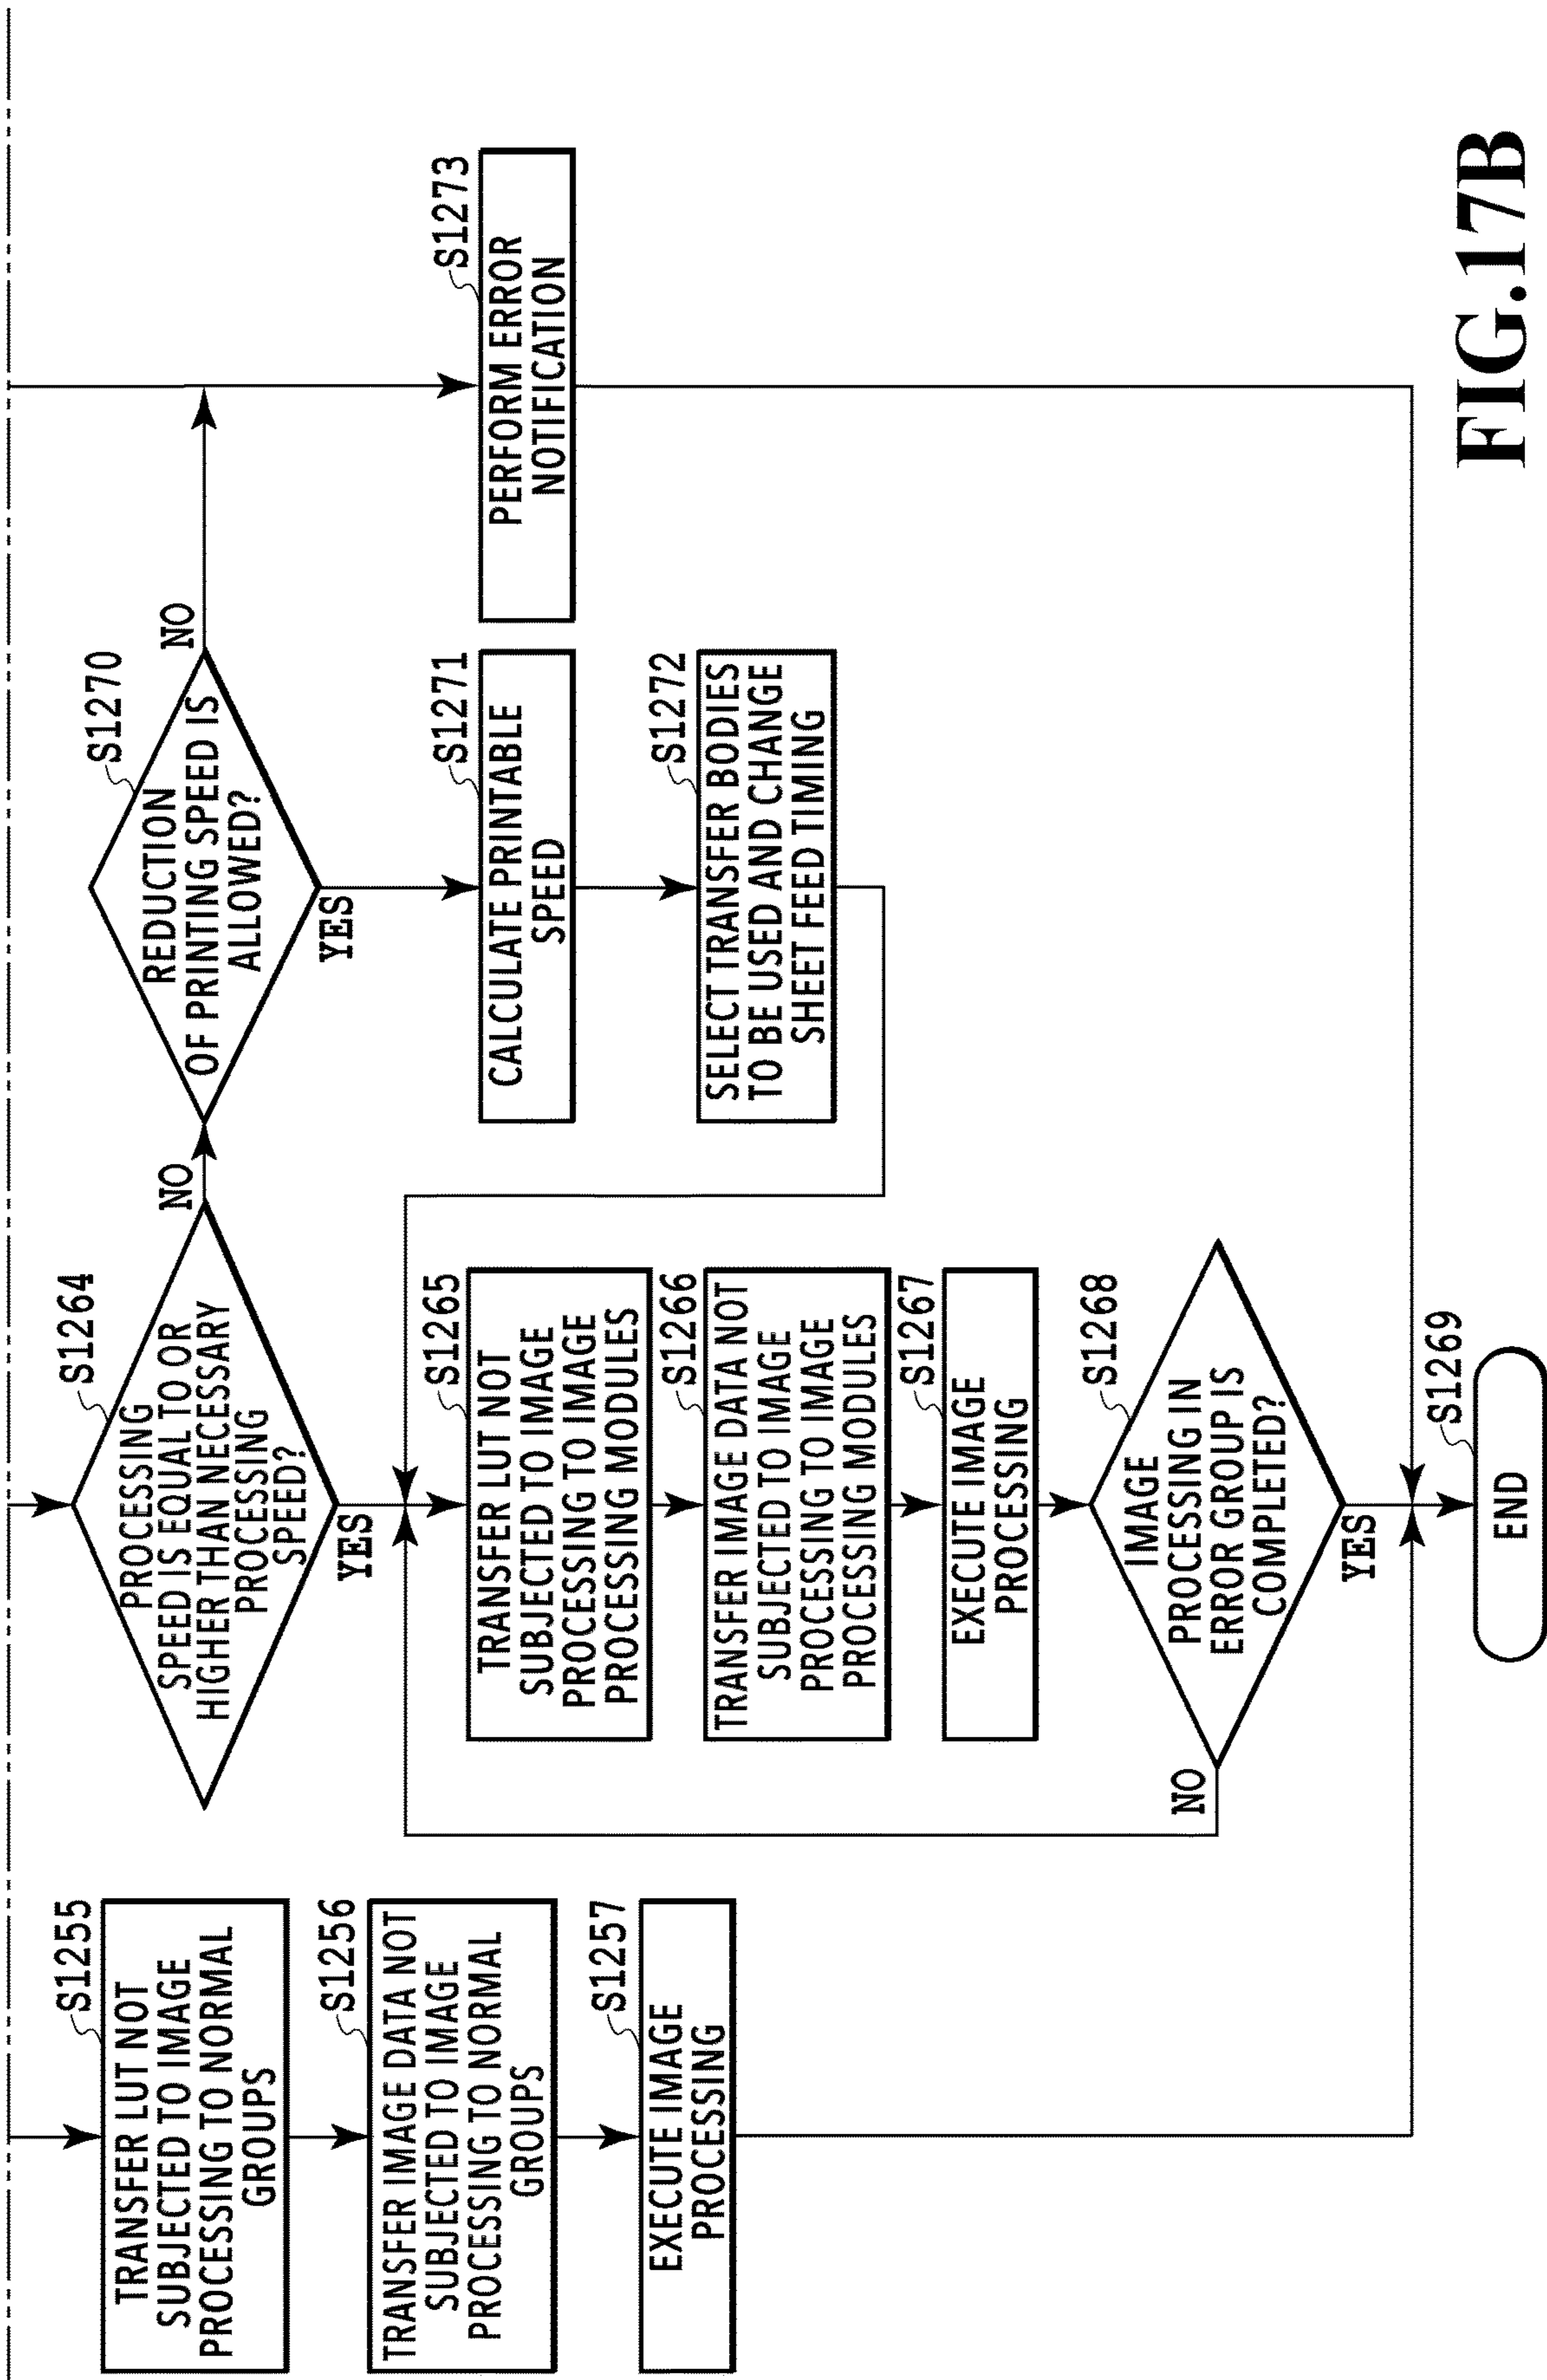 S1255
TRANSFER LUT NOT
SUBJECTED TO IMAGE
PROCESSING TO NORMAL
GROUPS
S1256
TRANSFER IMAGE DATA NOT
SUBJECTED TO IMAGE
PROCESSING TO NORMAL
GROUPS
S1257
EXECUTE IMAGE
PROCESSING
S1264
PROCESSING
SPEED IS EQUAL TO OR
HIGHER THAN NECESSARY
PROCESSING
SPEED?
NO
YES
S1265
TRANSFER LUT NOT
SUBJECTED TO IMAGE
PROCESSING TO IMAGE
PROCESSING MODULES
S1266
TRANSFER IMAGE DATA NOT
SUBJECTED TO IMAGE
PROCESSING TO IMAGE
PROCESSING MODULES
S1267
EXECUTE IMAGE
PROCESSING
S1268
IMAGE
PROCESSING IN
ERROR GROUP IS
COMPLETED?
NO
YES
S1269
END
S1270
REDUCTION
OF PRINTING SPEED IS
ALLOWED?
NO
YES
S1271
CALCULATE PRINTABLE
SPEED
S1272
SELECT TRANSFER BODIES
TO BE USED AND CHANGE
SHEET FEED TIMING
S1273
PERFORM ERROR
NOTIFICATION
FIG.17B